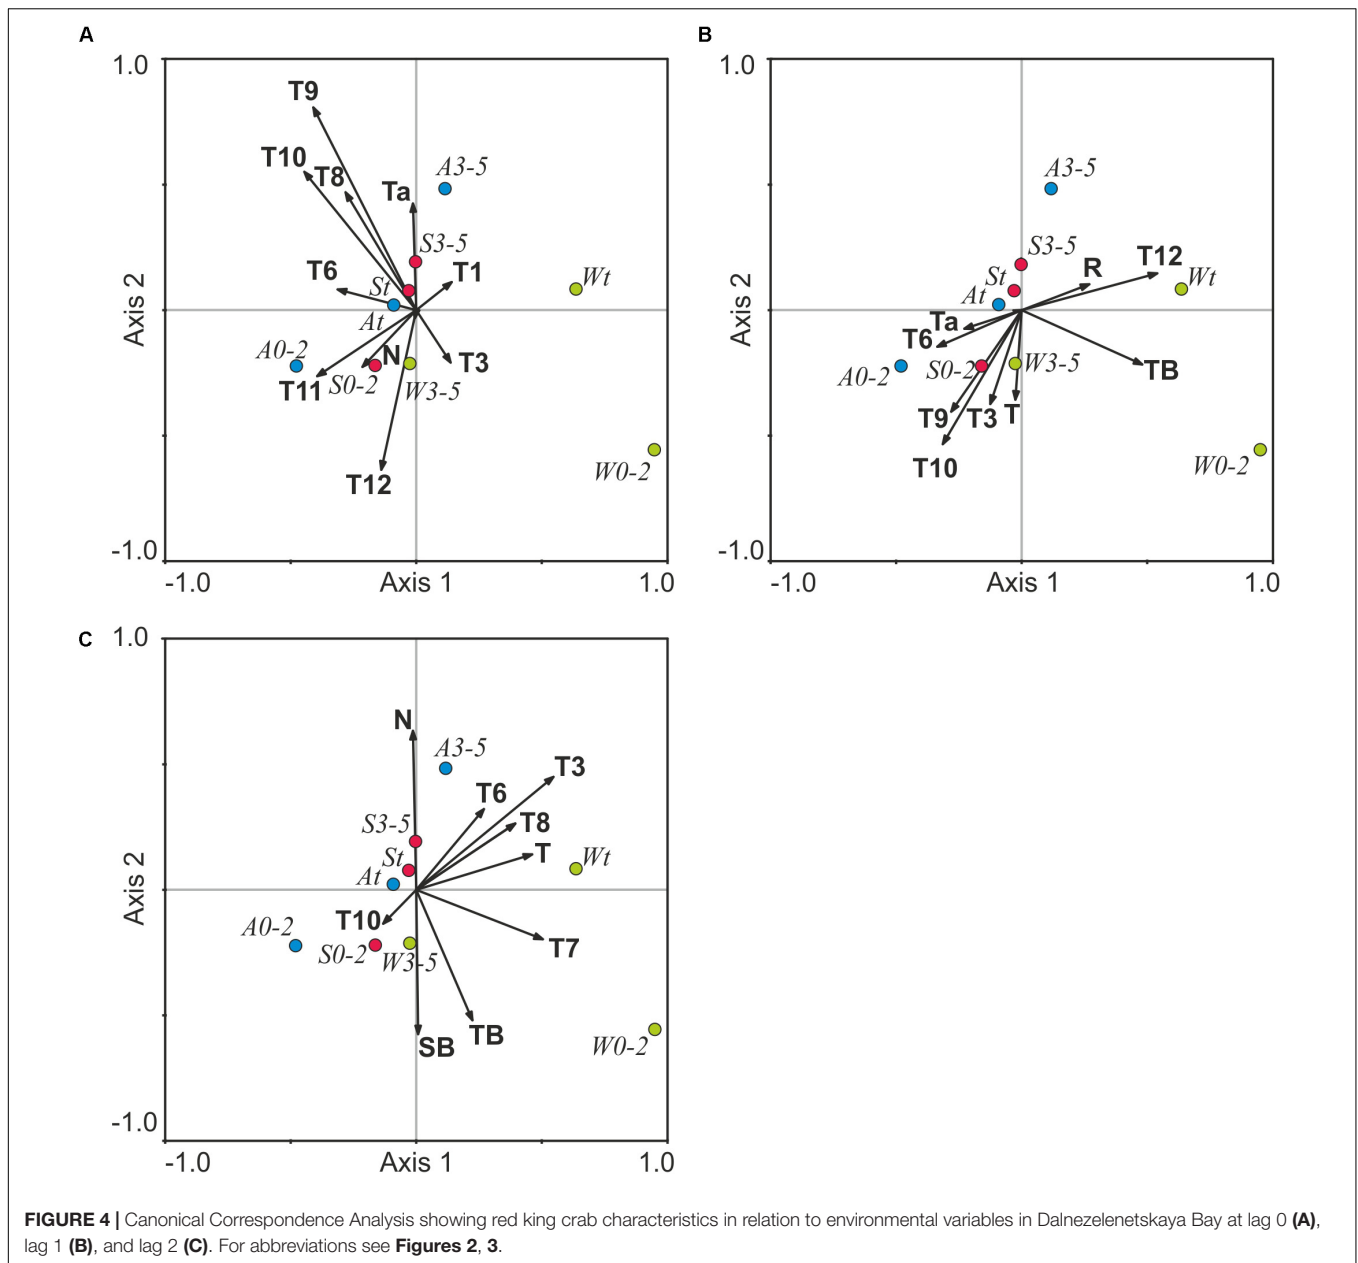 A
1.0
T9
T10
T8
Ta
A3-5
S3-5
T6
T1
St
Wt
At
Axis 2
A0-2
N
T3
T11
S0-2
W3-5
T12
W0-2
-1.0
-1.0
Axis 1
1.0
B
1.0
A3-5
S3-5
T12
R
St
Wt
At
Axis 2
Ta
T6
A0-2
S0-2
W3-5
TB
T9
T3
T
T10
W0-2
-1.0
-1.0
Axis 1
1.0
C
1.0
N
A3-5
T3
T6
S3-5
T8
St
T
Wt
At
Axis 2
T10
A0-2
S0-2
W3-5
T7
TB
SB
W0-2
-1.0
-1.0
Axis 1
1.0
FIGURE 4 | Canonical Correspondence Analysis showing red king crab characteristics in relation to environmental variables in Dalnezelenetskaya Bay at lag 0 (A),
lag 1 (B), and lag 2 (C). For abbreviations see Figures 2, 3.